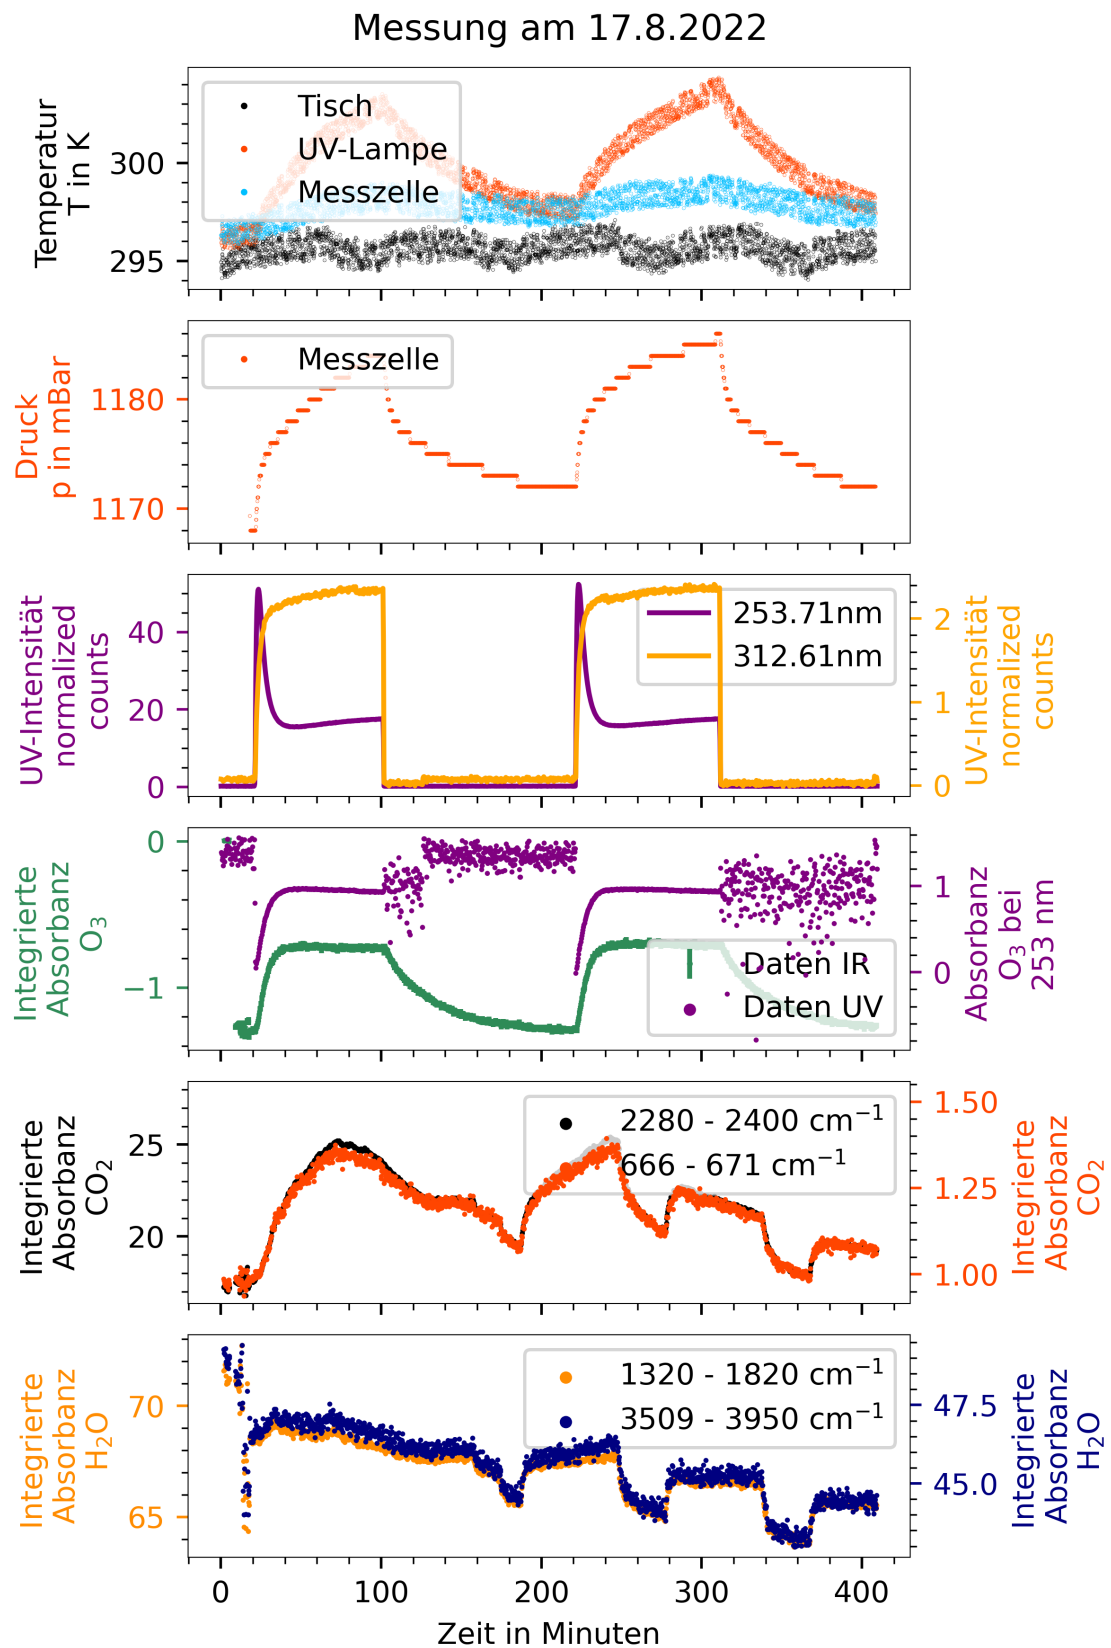 Messung am 17.8.2022
Temperatur
T in K
300
295
Tisch
UV-Lampe
Messzelle
Druck
p in mBar
1180
1170
Messzelle
UV-Intensität
normalized
counts
40
20
0
253.71nm
312.61nm
2
1
0
UV-Intensität
normalized
counts
Integrierte
Absorbanz
O₃
0
−1
Daten IR
Daten UV
1
0
Absorbanz
O₃ bei
253 nm
Integrierte
Absorbanz
CO₂
25
20
2280 - 2400 cm⁻¹
666 - 671 cm⁻¹
1.50
1.25
1.00
Integrierte
Absorbanz
CO₂
Integrierte
Absorbanz
H₂O
70
65
1320 - 1820 cm⁻¹
3509 - 3950 cm⁻¹
47.5
45.0
Integrierte
Absorbanz
H₂O
0 100 200 300 400
Zeit in Minuten